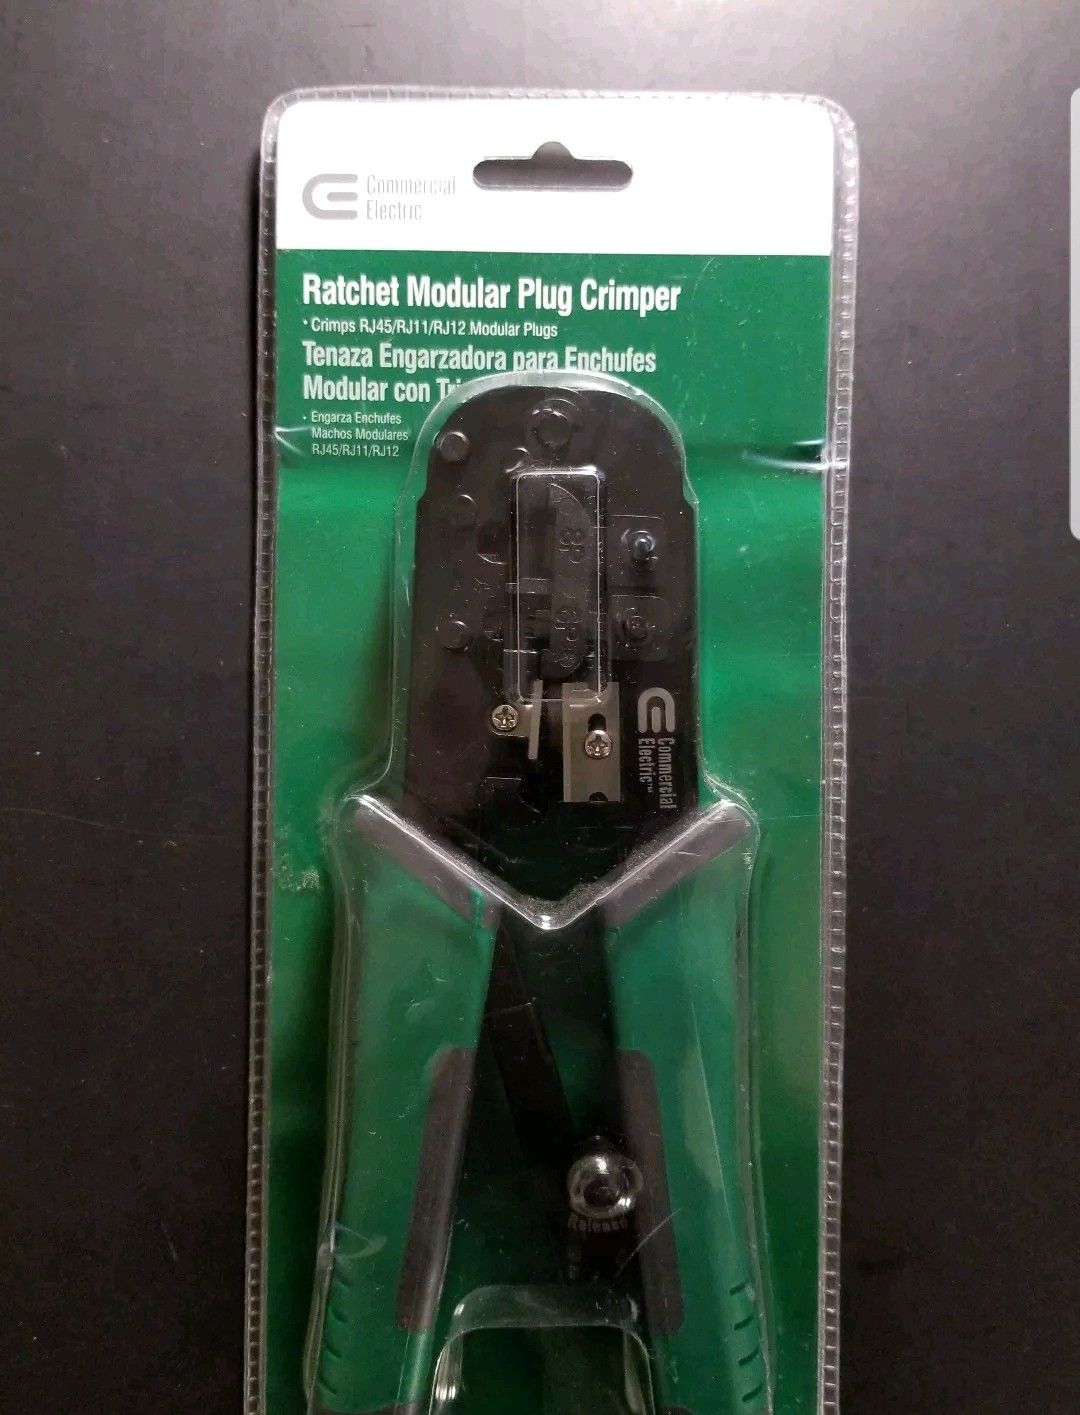 Commercial
Electric
Ratchet Modular Plug Crimper
• Crimps RJ45/RJ11/RJ12 Modular Plugs
Tenaza Engarzadora para Enchufes
Modular con
• Engarza Enchufes
Machos Modulares
RJ45/RJ11/RJ12
8P
6P
Commercial
Electric™
Release